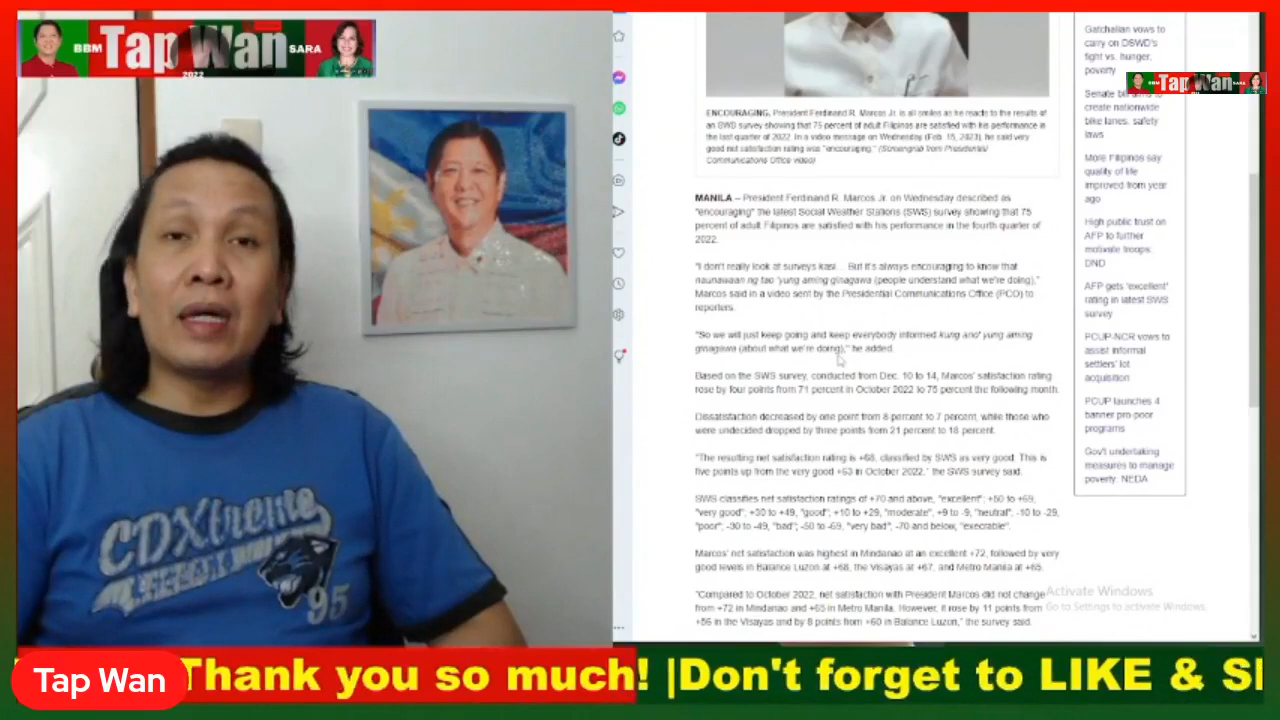 BBM Tap Wan SARA
2022
CDXtreme
95
Tap Wan
Thank you so much! |Don't forget to LIKE &
ENCOURAGING. President Ferdinand R. Marcos Jr. is all smiles as he reacts to the results of
an SWS survey showing that 75 percent of adult Filipinos are satisfied with his performance in
the last quarter of 2022. In a video message on Wednesday (Feb. 15, 2023), he said very
good net satisfaction rating was "encouraging." (Screengrab from Presidential
Communications Office video)
MANILA – President Ferdinand R. Marcos Jr. on Wednesday described as
"encouraging" the latest Social Weather Stations (SWS) survey showing that 75
percent of adult Filipinos are satisfied with his performance in the fourth quarter of
2022.
"I don't really look at surveys kasi... But it's always encouraging to know that
naunawaan ng tao 'yung aming ginagawa (people understand what we're doing),"
Marcos said in a video sent by the Presidential Communications Office (PCO) to
reporters.
"So we will just keep going and keep everybody informed kung ano' yung aming
ginagawa (about what we're doing)," he added.
Based on the SWS survey, conducted from Dec. 10 to 14, Marcos' satisfaction rating
rose by four points from 71 percent in October 2022 to 75 percent the following month.
Dissatisfaction decreased by one point from 8 percent to 7 percent, while those who
were undecided dropped by three points from 21 percent to 18 percent.
"The resulting net satisfaction rating is +68, classified by SWS as very good. This is
five points up from the very good +63 in October 2022," the SWS survey said.
SWS classifies net satisfaction ratings of +70 and above, "excellent"; +50 to +69,
"very good"; +30 to +49, "good"; +10 to +29, "moderate", +9 to -9, "neutral"; -10 to -29,
"poor"; -30 to -49, "bad"; -50 to -69, "very bad"; -70 and below, "execrable".
Marcos' net satisfaction was highest in Mindanao at an excellent +72, followed by very
good levels in Balance Luzon at +68, the Visayas at +67, and Metro Manila at +65.
"Compared to October 2022, net satisfaction with President Marcos did not change
from +72 in Mindanao and +65 in Metro Manila. However, it rose by 11 points from
+56 in the Visayas and by 8 points from +60 in Balance Luzon," the survey said.
Gatchalian vows to
carry on DSWD's
fight vs. hunger,
poverty
Senate bill aims to
create nationwide
bike lanes, safety
laws
More Filipinos say
quality of life
improved from year
ago
High public trust on
AFP to further
motivate troops:
DND
AFP gets 'excellent'
rating in latest SWS
survey
PCUP-NCR vows to
assist informal
settlers' lot
acquisition
PCUP launches 4
banner pro-poor
programs
Gov't undertaking
measures to manage
poverty: NEDA
BBM Tap Wan
Activate Windows
Go to Settings to activate Windows.